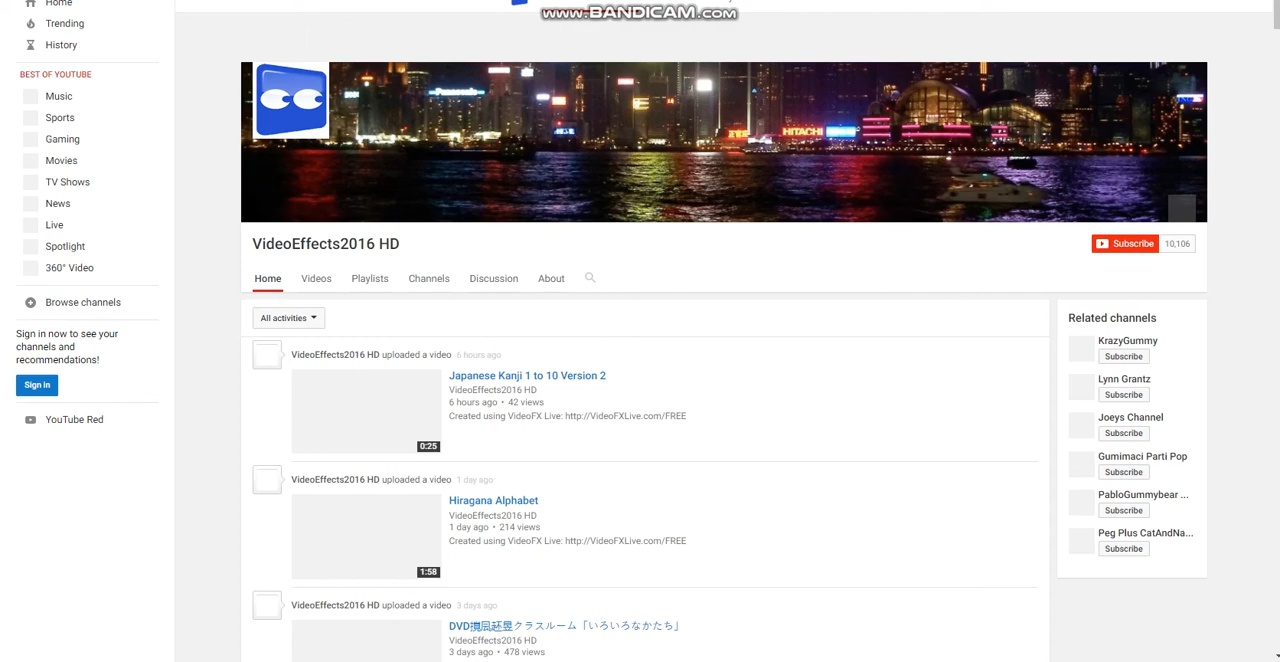 Home
www.BANDICAM.com
Trending
History
BEST OF YOUTUBE
Music
Sports
Gaming
Movies
TV Shows
News
Live
Spotlight
360° Video
Browse channels
Sign in now to see your
channels and
recommendations!
Sign in
YouTube Red
Panasonic
HITACHI
VideoEffects2016 HD
Subscribe 10,106
Home Videos Playlists Channels Discussion About
All activities
VideoEffects2016 HD uploaded a video 6 hours ago
Japanese Kanji 1 to 10 Version 2
VideoEffects2016 HD
6 hours ago • 42 views
Created using VideoFX Live: http://VideoFXLive.com/FREE
0:25
VideoEffects2016 HD uploaded a video 1 day ago
Hiragana Alphabet
VideoEffects2016 HD
1 day ago • 214 views
Created using VideoFX Live: http://VideoFXLive.com/FREE
1:58
VideoEffects2016 HD uploaded a video 3 days ago
クラスルーム「いろいろなかたち」
VideoEffects2016 HD
3 days ago • 478 views
Related channels
KrazyGummy
Subscribe
Lynn Grantz
Subscribe
Joeys Channel
Subscribe
Gumimaci Parti Pop
Subscribe
PabloGummybear ...
Subscribe
Peg Plus CatAndNa...
Subscribe